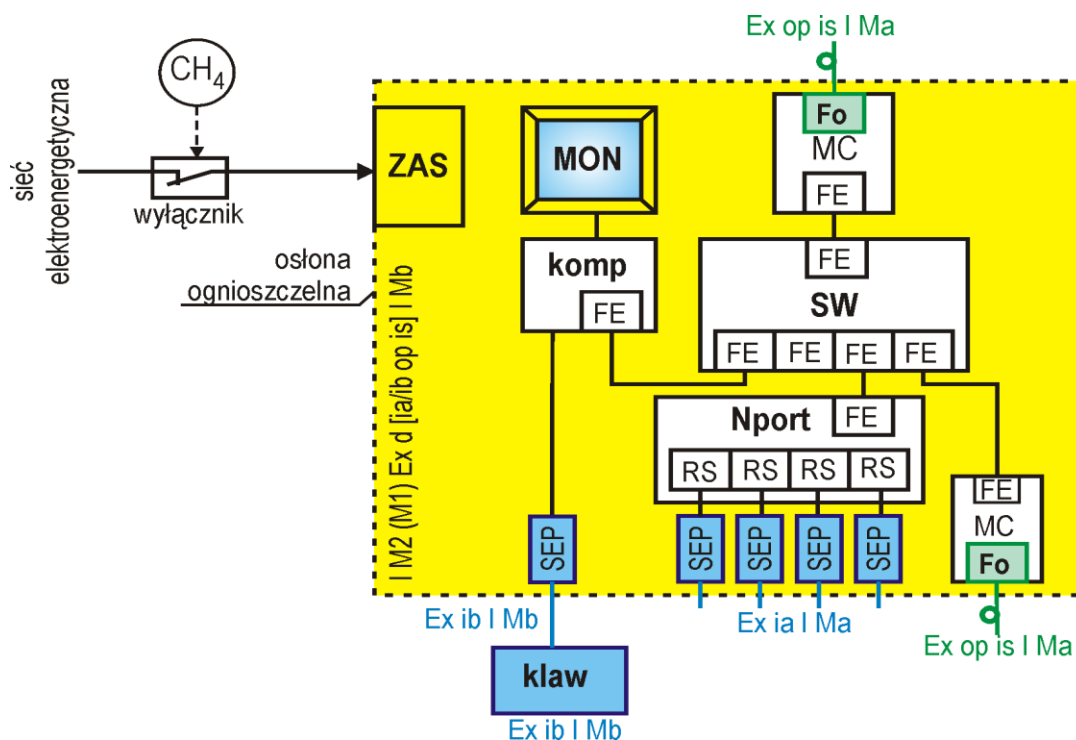 Ex op is I Ma
CH4
sieć
elektroenergetyczna
wyłącznik
osłona
ognioszczelna
I M2 (M1) Ex d [ia/ib op is] I Mb
ZAS
MON
Fo
MC
FE
komp
FE
FE
SW
FE FE FE FE
Nport
FE
RS RS RS RS
FE
MC
Fo
SEP
SEP SEP SEP SEP
Ex ib I Mb
Ex ia I Ma
Ex op is I Ma
klaw
Ex ib I Mb